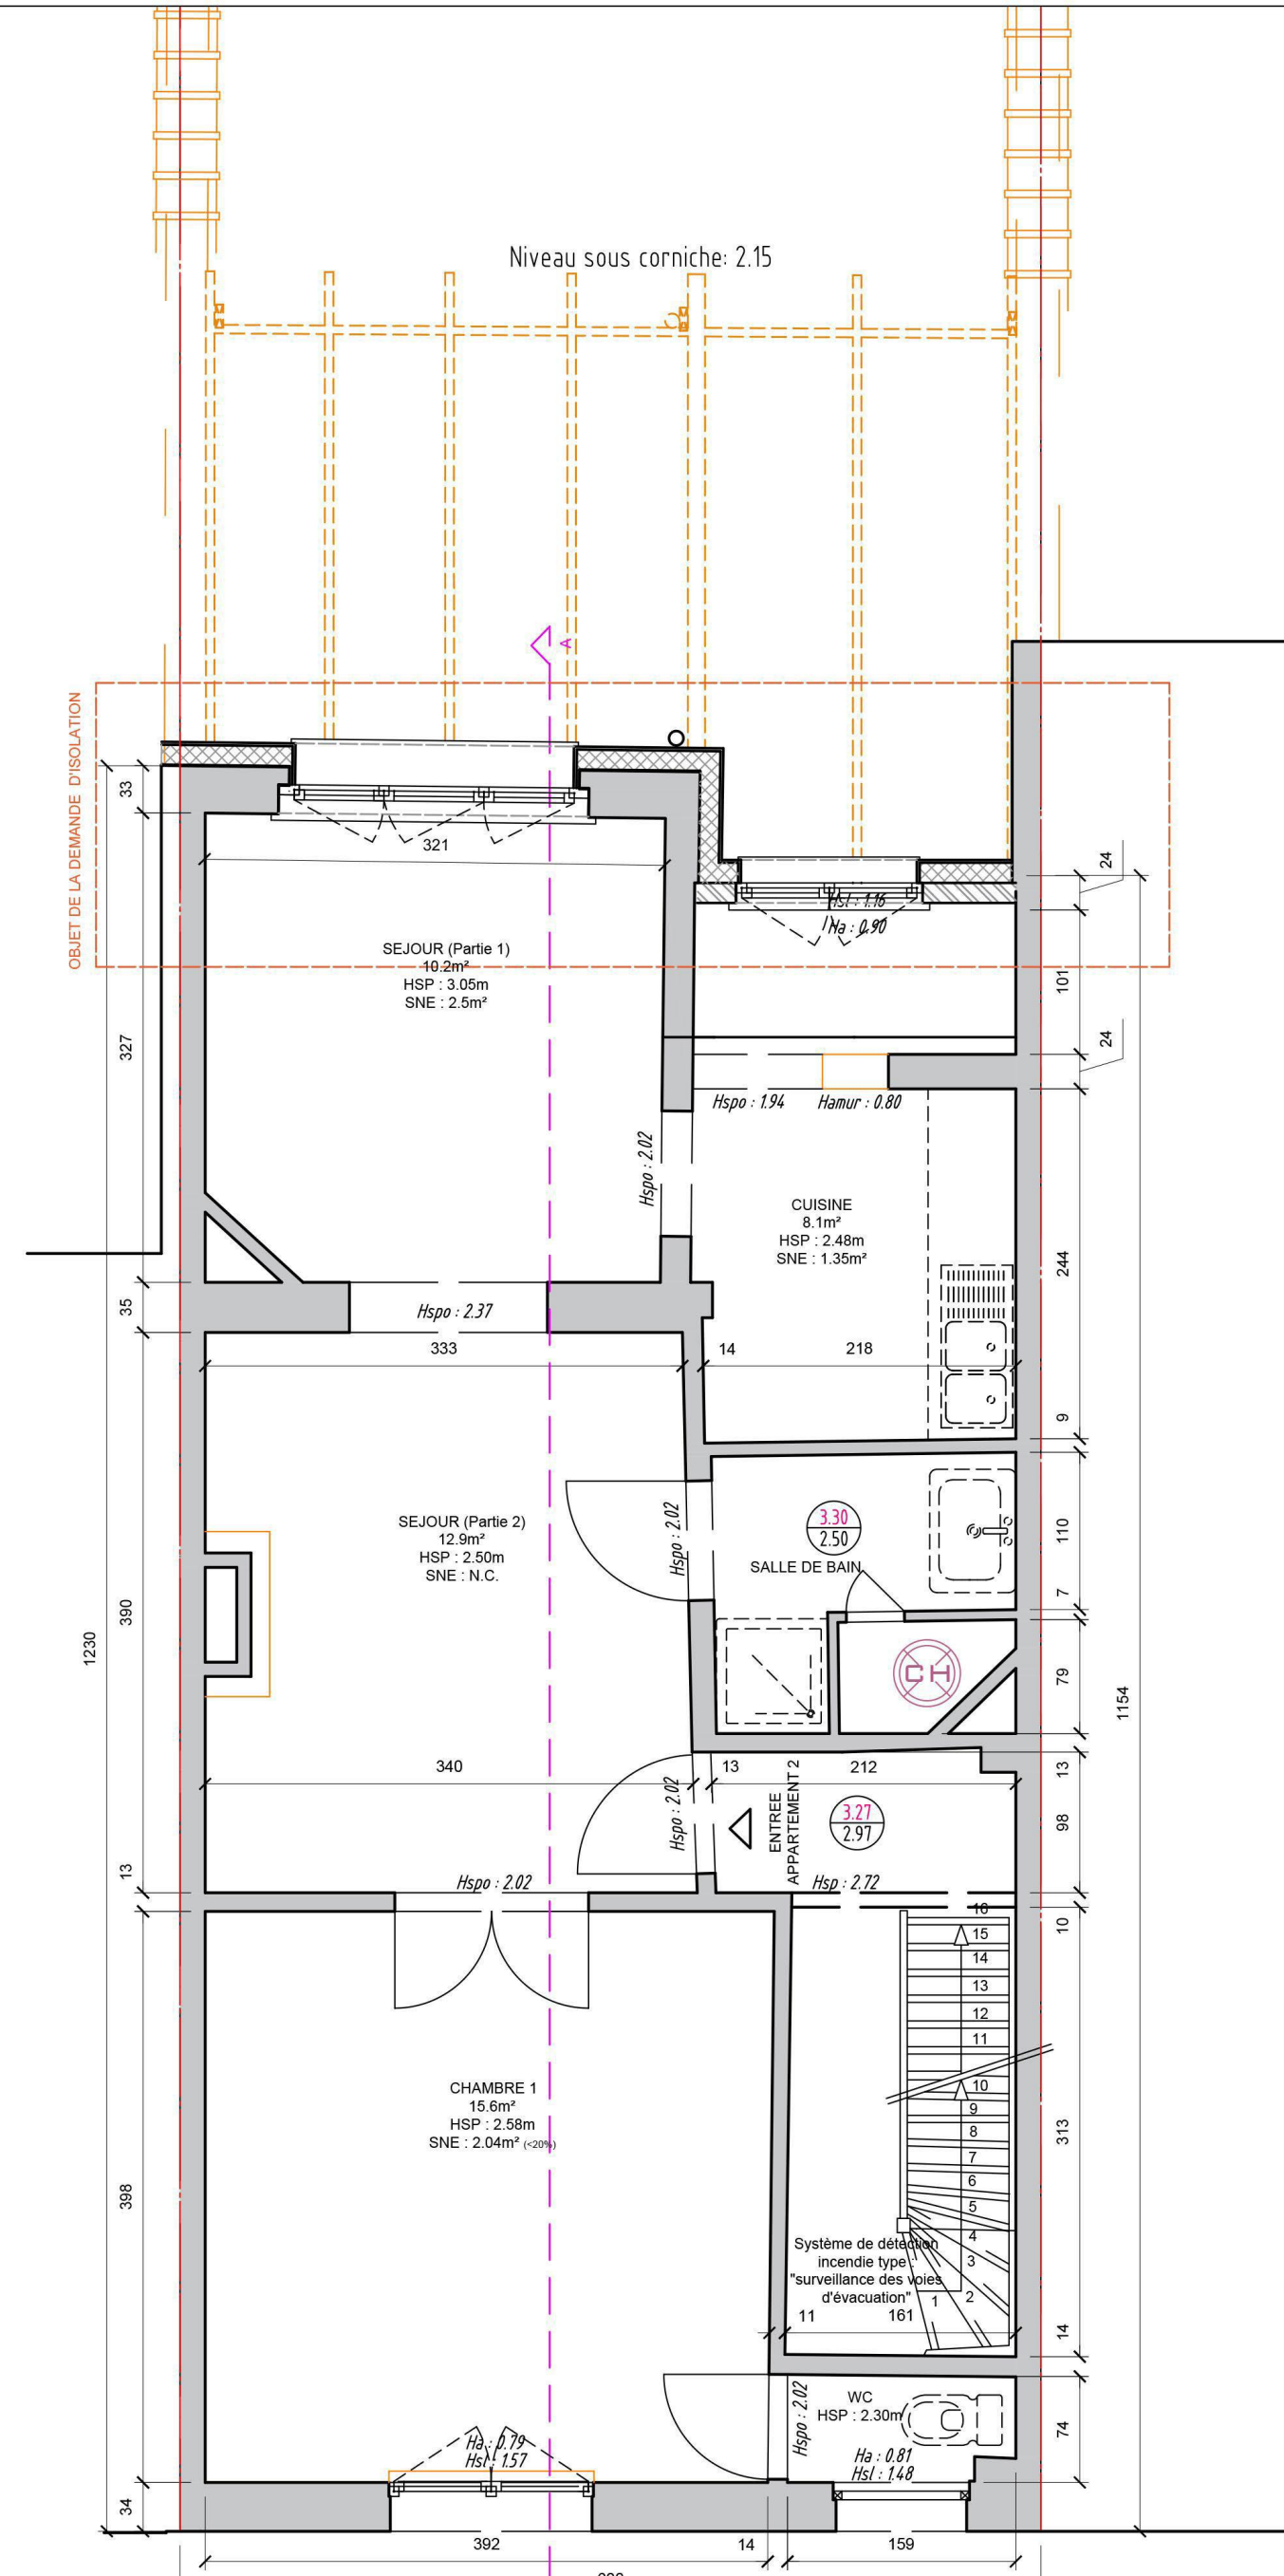 Niveau sous corniche: 2.15
A
OBJET DE LA DEMANDE D'ISOLATION
33
321
24
Hsl : 1.16
Ha : 0.90
SEJOUR (Partie 1)
10.2m²
HSP : 3.05m
SNE : 2.5m²
101
327
24
Hspo : 1.94
Hamur : 0.80
Hspo : 2.02
CUISINE
8.1m²
HSP : 2.48m
SNE : 1.35m²
244
35
Hspo : 2.37
333
14
218
9
SEJOUR (Partie 2)
12.9m²
HSP : 2.50m
SNE : N.C.
Hspo : 2.02
3.30
2.50
SALLE DE BAIN
110
7
390
1230
CH
79
1154
340
13
212
13
Hspo : 2.02
ENTREE
APPARTEMENT 2
3.27
2.97
98
13
Hspo : 2.02
Hsp : 2.72
10
16
15
14
13
12
11
10
9
8
7
6
5
4
3
2
1
CHAMBRE 1
15.6m²
HSP : 2.58m
SNE : 2.04m² (<20%)
313
398
Système de détection
incendie type :
"surveillance des voies
d'évacuation"
11
161
14
WC
HSP : 2.30m
Hspo : 2.02
74
Ha : 0.79
Hsl : 1.57
Ha : 0.81
Hsl : 1.48
34
392
14
159